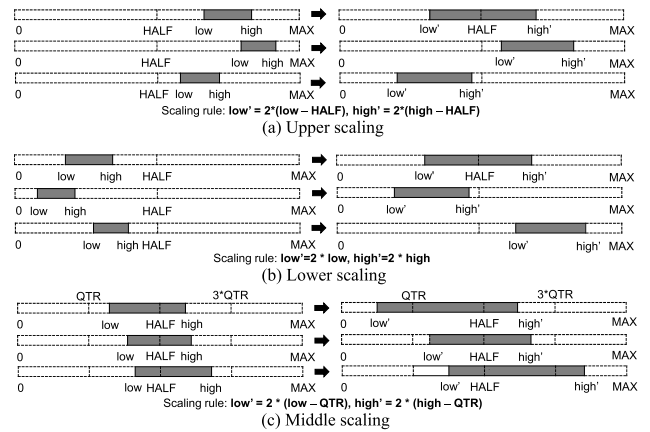 0 HALF low high MAX 0 low' HALF high' MAX
0 HALF low high MAX 0 low' high' MAX
0 HALF low high MAX 0 low' high' MAX
Scaling rule: low' = 2*(low – HALF), high' = 2*(high – HALF)
(a) Upper scaling
0 low high HALF MAX 0 low' HALF high' MAX
0 low high HALF MAX 0 low' high' MAX
0 low high HALF MAX 0 low' high' MAX
Scaling rule: low'=2 * low, high'=2 * high
(b) Lower scaling
QTR 3*QTR QTR 3*QTR
0 low HALF high MAX 0 low' HALF high' MAX
0 low HALF high MAX 0 low' HALF high' MAX
0 low HALF high MAX 0 low' HALF high' MAX
Scaling rule: low' = 2 * (low – QTR), high' = 2 * (high – QTR)
(c) Middle scaling